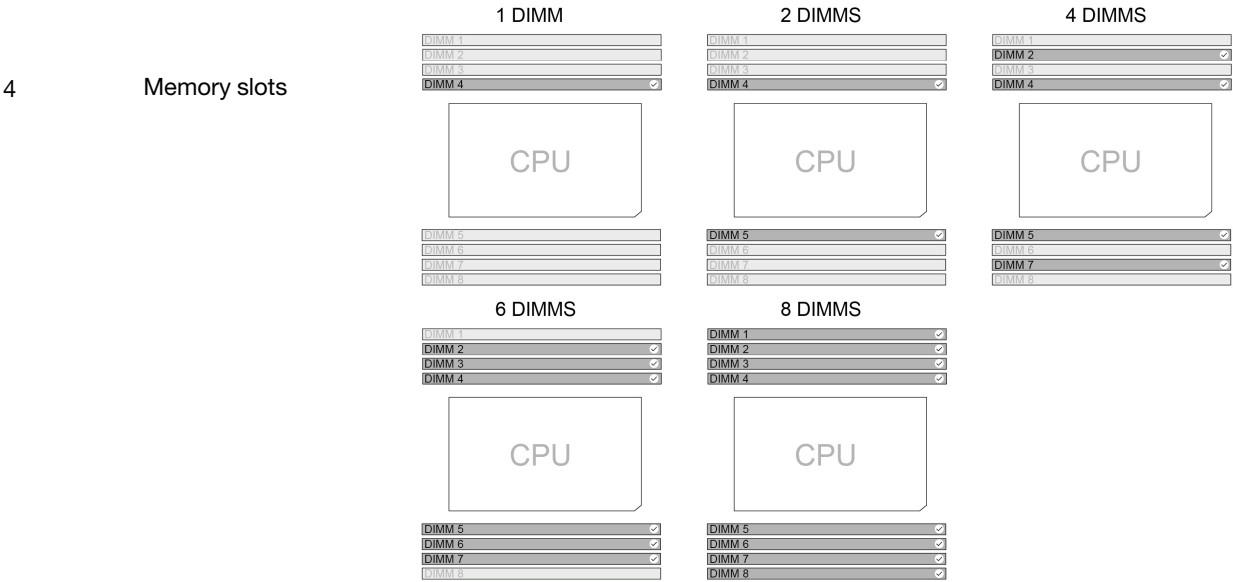 4
Memory slots
1 DIMM
DIMM 1
DIMM 2
DIMM 3
DIMM 4
CPU
DIMM 5
DIMM 6
DIMM 7
DIMM 8
2 DIMMS
DIMM 1
DIMM 2
DIMM 3
DIMM 4
CPU
DIMM 5
DIMM 6
DIMM 7
DIMM 8
4 DIMMS
DIMM 1
DIMM 2
DIMM 3
DIMM 4
CPU
DIMM 5
DIMM 6
DIMM 7
DIMM 8
6 DIMMS
DIMM 1
DIMM 2
DIMM 3
DIMM 4
CPU
DIMM 5
DIMM 6
DIMM 7
DIMM 8
8 DIMMS
DIMM 1
DIMM 2
DIMM 3
DIMM 4
CPU
DIMM 5
DIMM 6
DIMM 7
DIMM 8